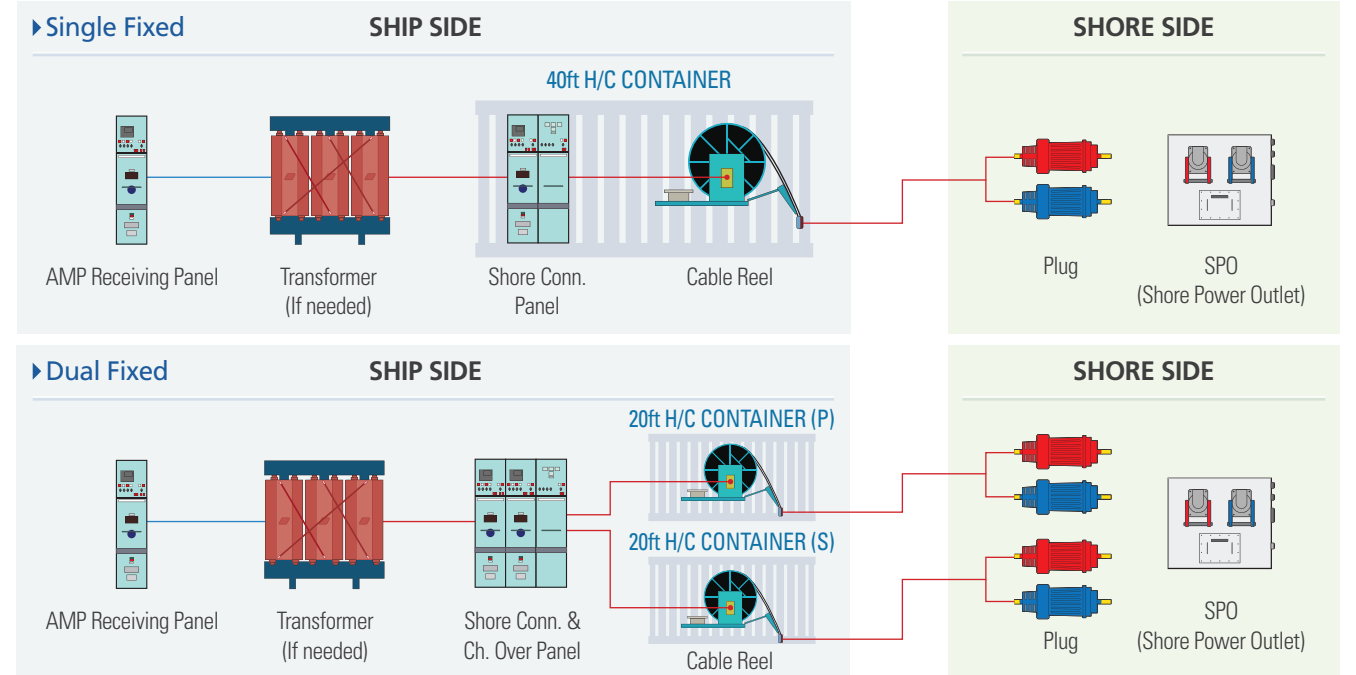 Single Fixed
SHIP SIDE
SHORE SIDE
40ft H/C CONTAINER
AMP Receiving Panel
Transformer
(If needed)
Shore Conn.
Panel
Cable Reel
Plug
SPO
(Shore Power Outlet)
Dual Fixed
SHIP SIDE
SHORE SIDE
20ft H/C CONTAINER (P)
20ft H/C CONTAINER (S)
AMP Receiving Panel
Transformer
(If needed)
Shore Conn. &
Ch. Over Panel
Cable Reel
Plug
SPO
(Shore Power Outlet)